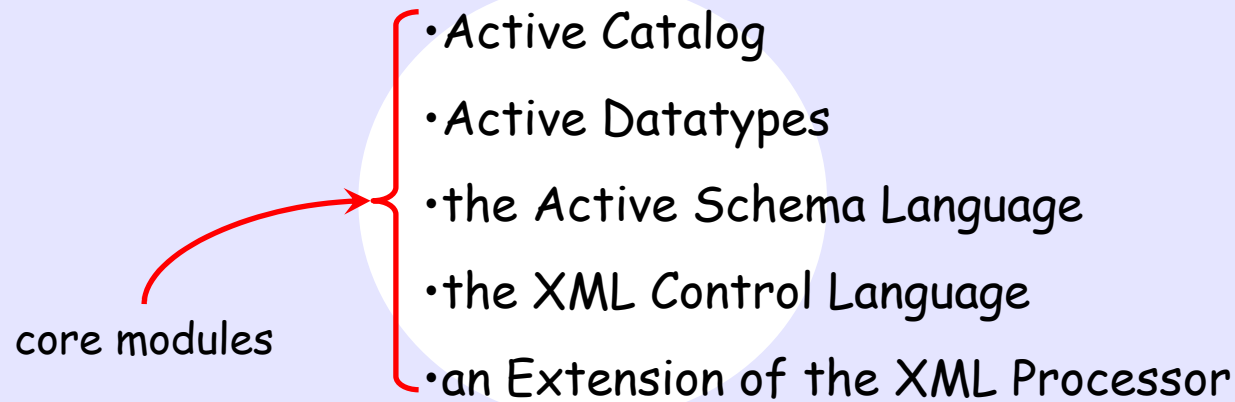 •Active Catalog
•Active Datatypes
•the Active Schema Language
•the XML Control Language
core modules
•an Extension of the XML Processor